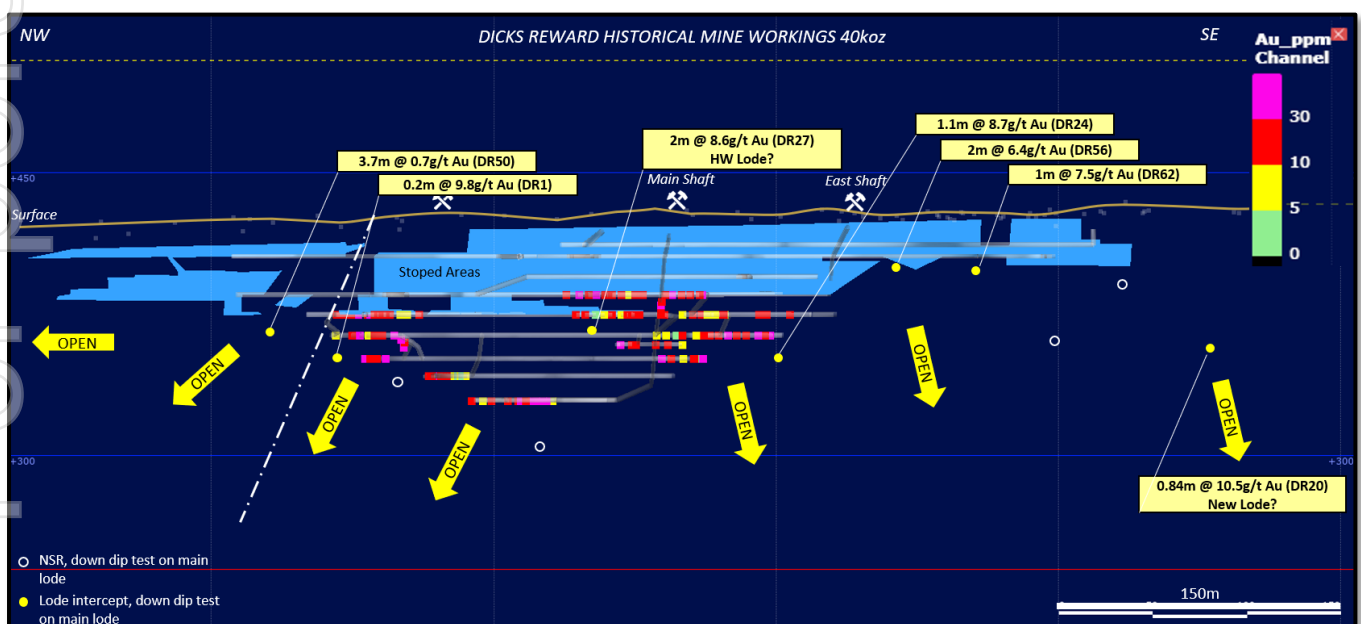 NW
DICKS REWARD HISTORICAL MINE WORKINGS 40koz
SE
Au_ppm
Channel
30
10
5
0
1.1m @ 8.7g/t Au (DR24)
2m @ 8.6g/t Au (DR27)
HW Lode?
2m @ 6.4g/t Au (DR56)
3.7m @ 0.7g/t Au (DR50)
1m @ 7.5g/t Au (DR62)
0.2m @ 9.8g/t Au (DR1)
+450
Main Shaft
East Shaft
Surface
Stoped Areas
OPEN
OPEN
OPEN
OPEN
OPEN
OPEN
OPEN
+300
+300
0.84m @ 10.5g/t Au (DR20)
New Lode?
NSR, down dip test on main
lode
Lode intercept, down dip test
on main lode
150m